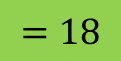 = 18